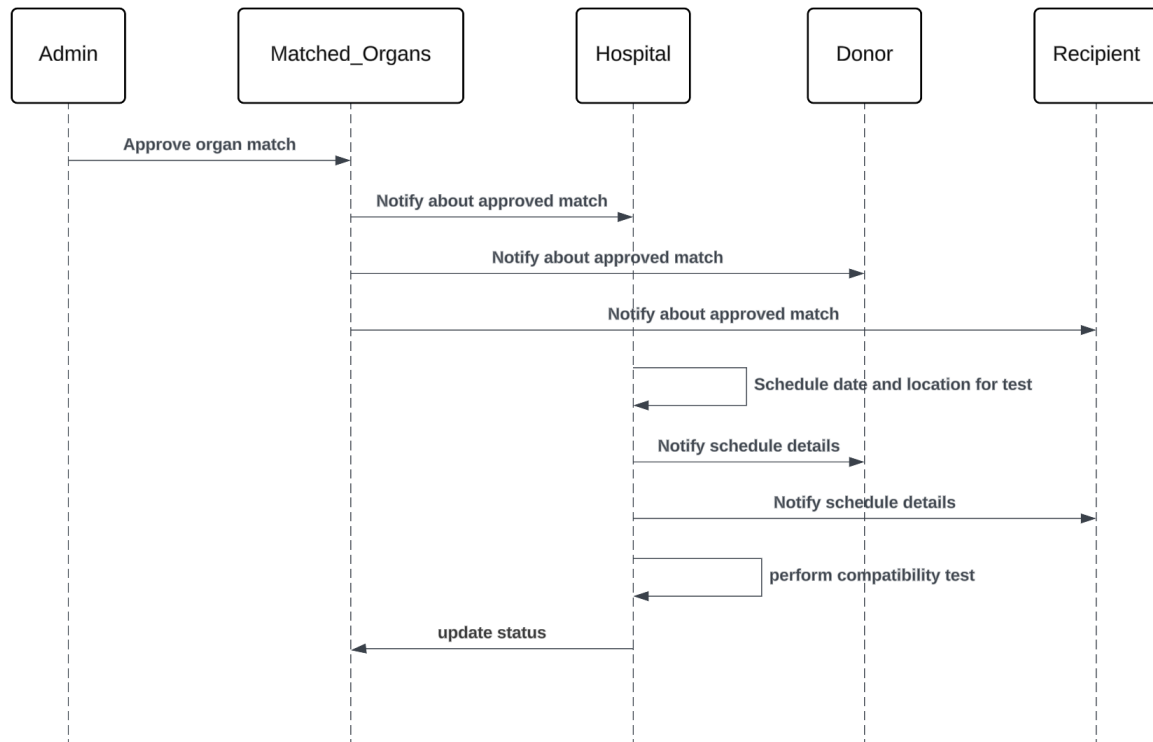 Admin
Matched_Organs
Hospital
Donor
Recipient
Approve organ match
Notify about approved match
Notify about approved match
Notify about approved match
Schedule date and location for test
Notify schedule details
Notify schedule details
perform compatibility test
update status